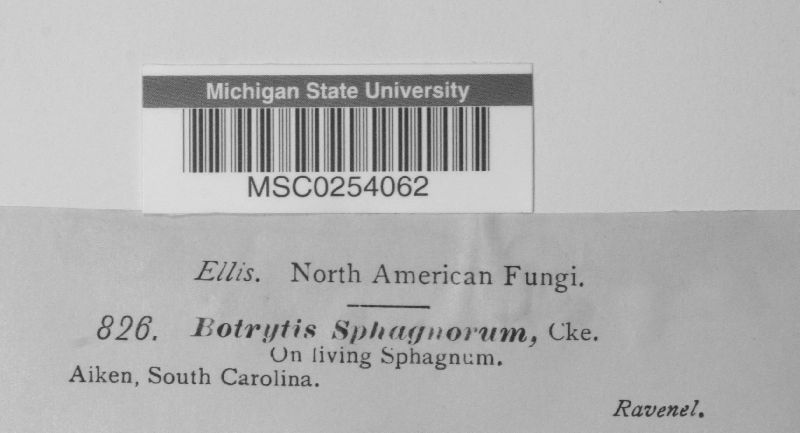 Michigan State University
MSC0254062
Ellis. North American Fungi.
826. Botrytis Sphagnorum, Cke.
On living Sphagnum.
Aiken, South Carolina.
Ravenel.